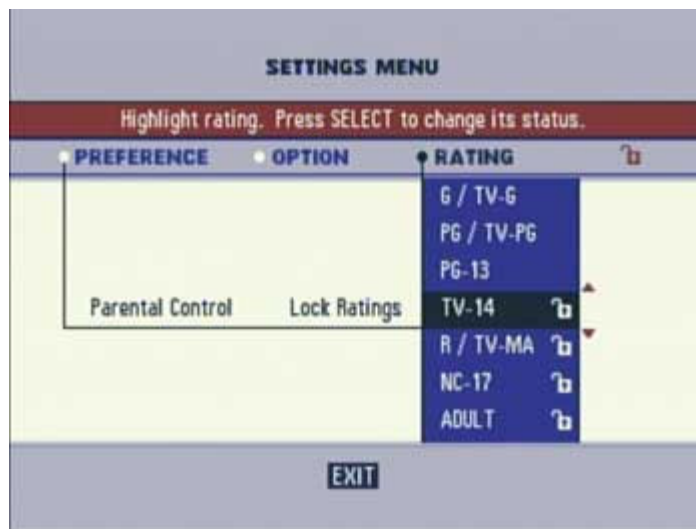 SETTINGS MENU
Highlight rating. Press SELECT to change its status.
PREFERENCE OPTION RATING
G / TV-G
PG / TV-PG
PG-13
Parental Control Lock Ratings TV-14
R / TV-MA
NC-17
ADULT
EXIT